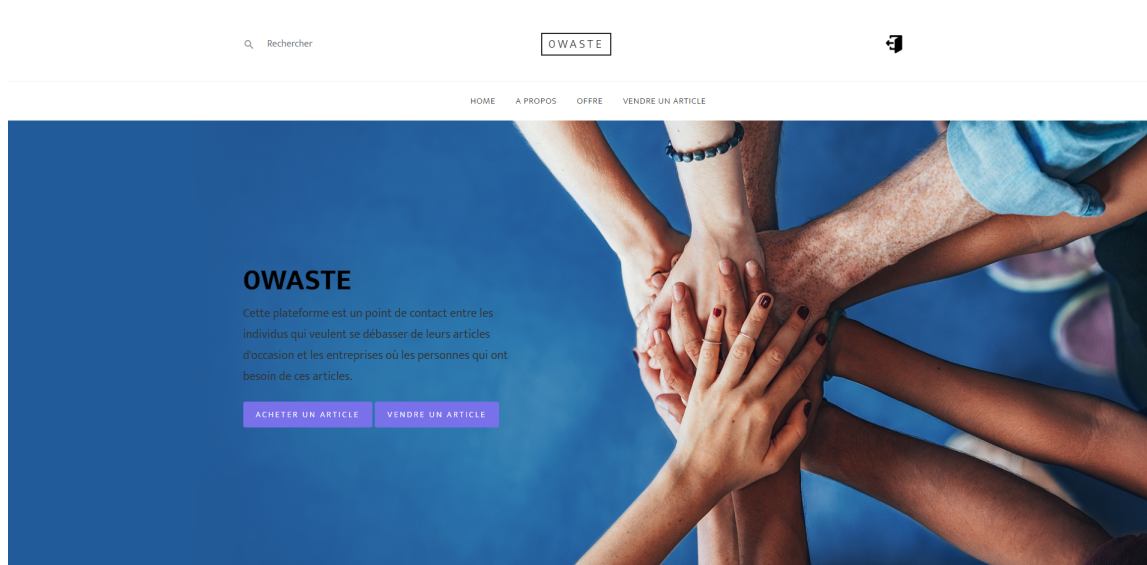 Rechercher
0WASTE
HOME
A PROPOS
OFFRE
VENDRE UN ARTICLE
0WASTE
Cette plateforme est un point de contact entre les
individus qui veulent se débasser de leurs articles
d'occasion et les entreprises où les personnes qui ont
besoin de ces articles.
ACHETER UN ARTICLE
VENDRE UN ARTICLE